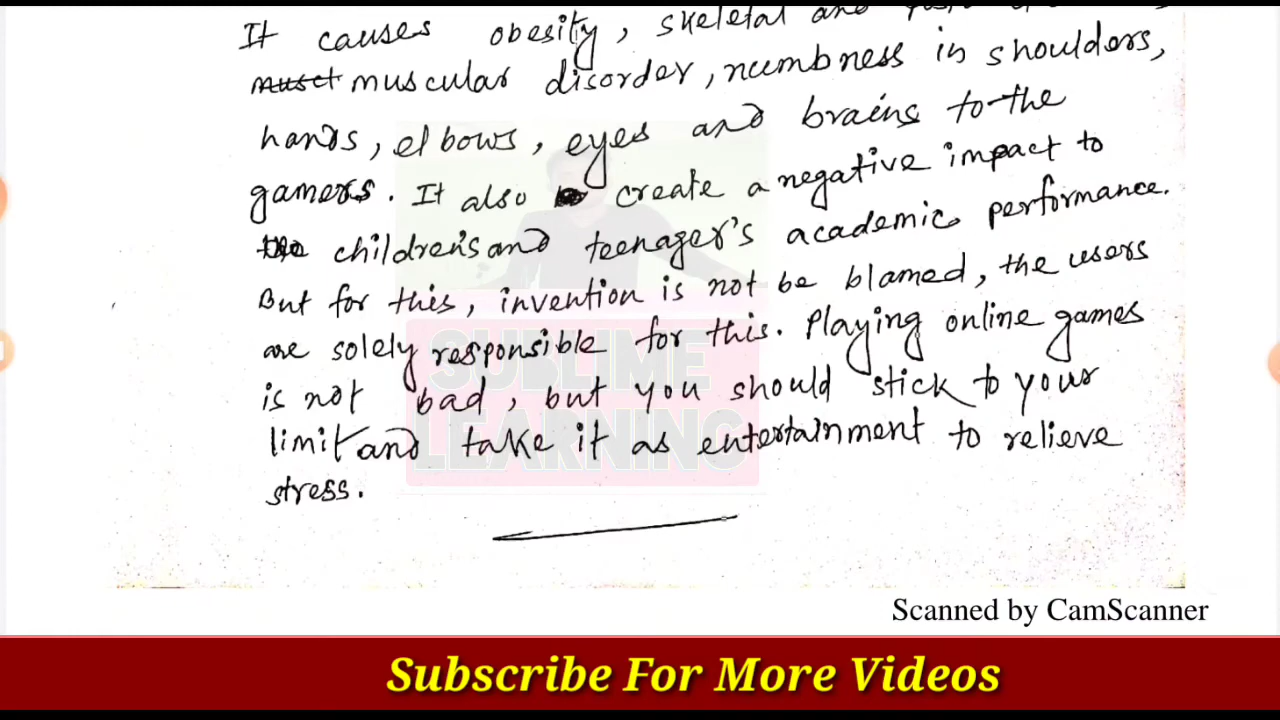 It causes obesity, skeletal and
muscular disorder, numbness in shoulders,
hands, elbows, eyes and brains to the
gamers. It also create a negative impact to
children's and teenager's academic performance.
But for this, invention is not be blamed, the users
are solely responsible for this. Playing online games
is not bad, but you should stick to your
limit and take it as entertainment to relieve
stress.
SUBLIME
LEARNING
Scanned by CamScanner
Subscribe For More Videos